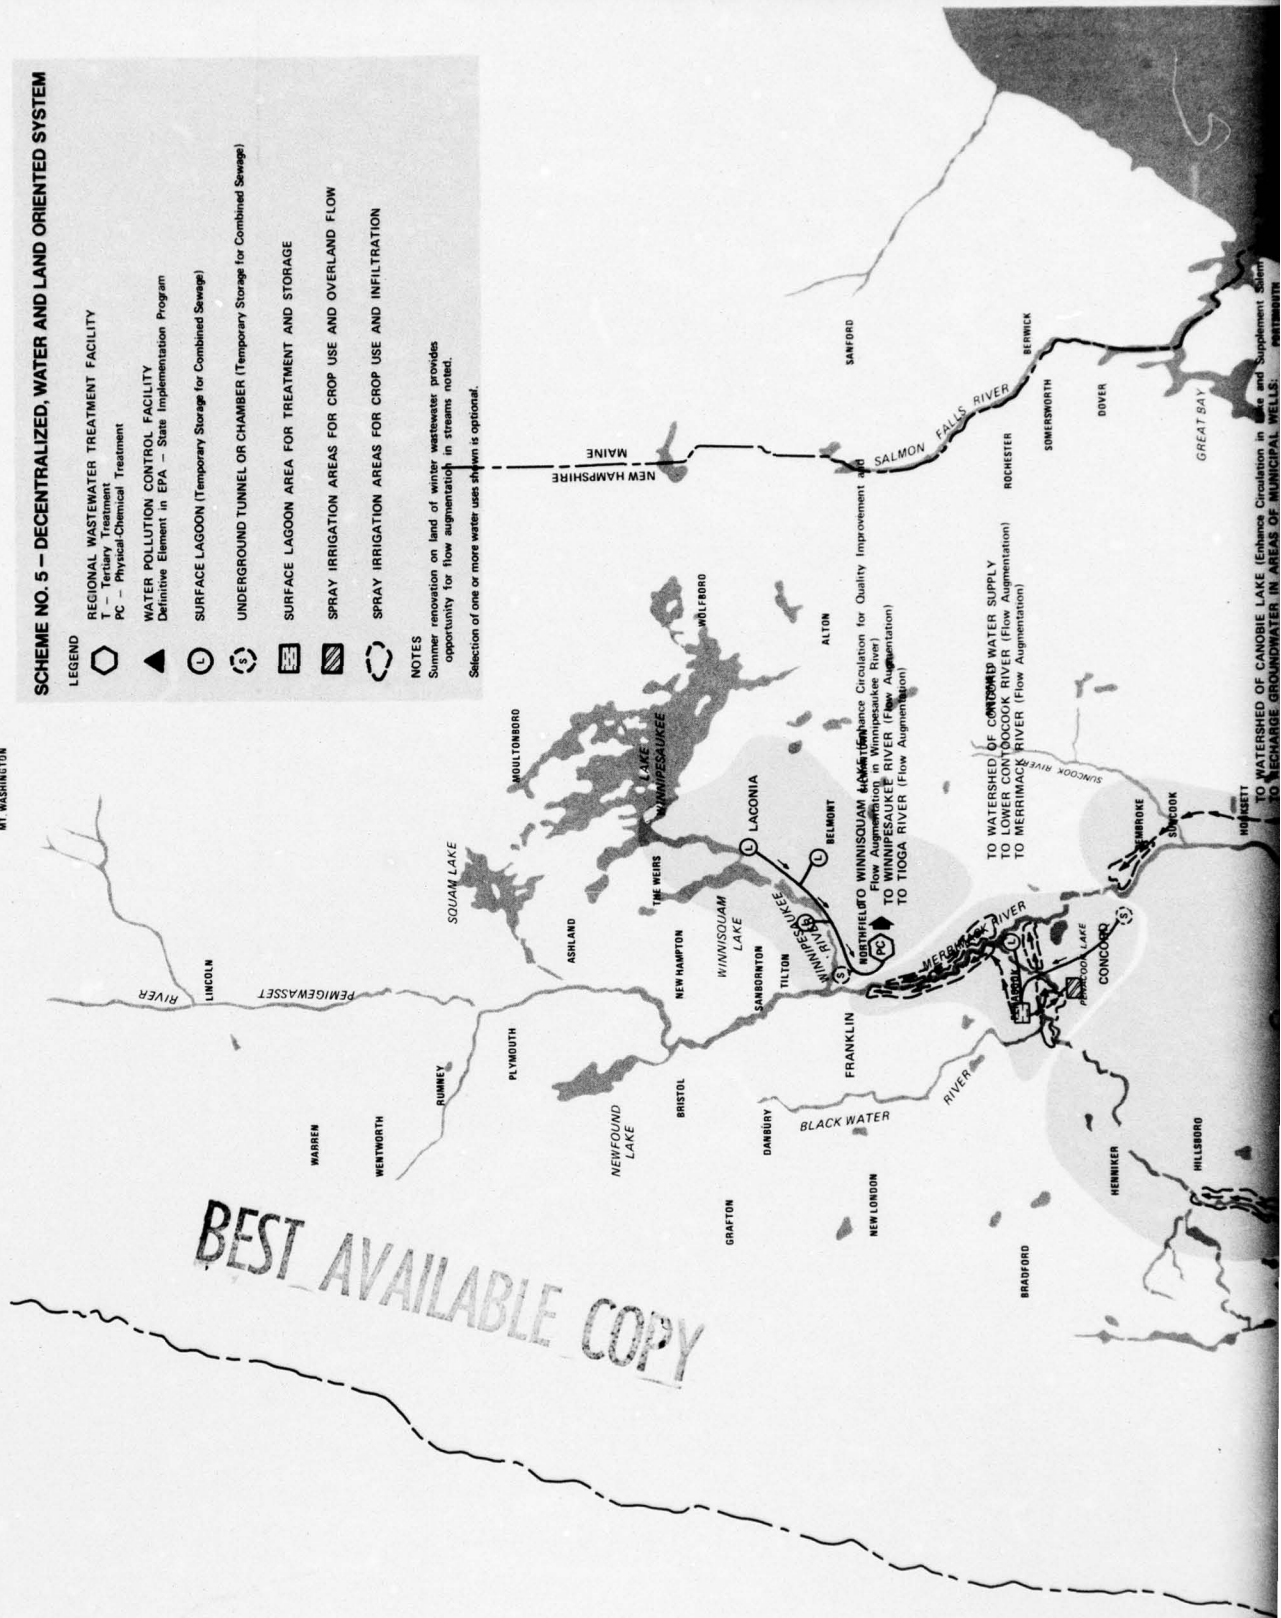 SCHEME NO. 5 – DECENTRALIZED, WATER AND LAND ORIENTED SYSTEM
LEGEND
REGIONAL WASTEWATER TREATMENT FACILITY
T – Tertiary Treatment
PC – Physical-Chemical Treatment
WATER POLLUTION CONTROL FACILITY
Definitive Element in EPA – State Implementation Program
L
SURFACE LAGOON (Temporary Storage for Combined Sewage)
S
UNDERGROUND TUNNEL OR CHAMBER (Temporary Storage for Combined Sewage)
SURFACE LAGOON AREA FOR TREATMENT AND STORAGE
SPRAY IRRIGATION AREAS FOR CROP USE AND OVERLAND FLOW
SPRAY IRRIGATION AREAS FOR CROP USE AND INFILTRATION
NOTES
Summer renovation on land of winter wastewater provides
opportunity for flow augmentation in streams noted.
Selection of one or more water uses shown is optional.
MT. WASHINGTON
LINCOLN
PEMIGEWASSET
RIVER
WARREN
WENTWORTH
RUMNEY
PLYMOUTH
ASHLAND
SQUAM LAKE
MOULTONBORO
LAKE
WINNIPESAUKEE
WOLFBORO
NEW HAMPSHIRE
MAINE
NEWFOUND
LAKE
BRISTOL
NEW HAMPTON
THE WEIRS
WINNISQUAM
LAKE
LACONIA
L
BELMONT
L
ALTON
SANFORD
GRAFTON
DANBURY
SANBORNTON
TILTON
WINNIPESAUKEE
RIVER
S
FRANKLIN
NORTHFIELD
PC
BLACK WATER
RIVER
NEW LONDON
TO WINNISQUAM LAKE (Enhance Circulation for Quality Improvement and
Flow Augmentation in Winnipesaukee River)
TO WINNIPESAUKEE RIVER (Flow Augmentation)
TO TIOGA RIVER (Flow Augmentation)
SALMON FALLS RIVER
BERWICK
ROCHESTER
SOMERSWORTH
DOVER
GREAT BAY
TO WATERSHED OF CONCORD WATER SUPPLY
TO LOWER CONTOOCOOK RIVER (Flow Augmentation)
TO MERRIMACK RIVER (Flow Augmentation)
MERRIMACK RIVER
L
PENACOOK LAKE
CONCORD
S
SUNCOOK RIVER
PEMBROKE
SUNCOOK
HOOKSETT
BRADFORD
HENNIKER
HILLSBORO
TO WATERSHED OF CANOBIE LAKE (Enhance Circulation in Lake and Supplement Salem
TO RECHARGE GROUNDWATER IN AREAS OF MUNICIPAL WELLS:
PORTSMOUTH
BEST AVAILABLE COPY